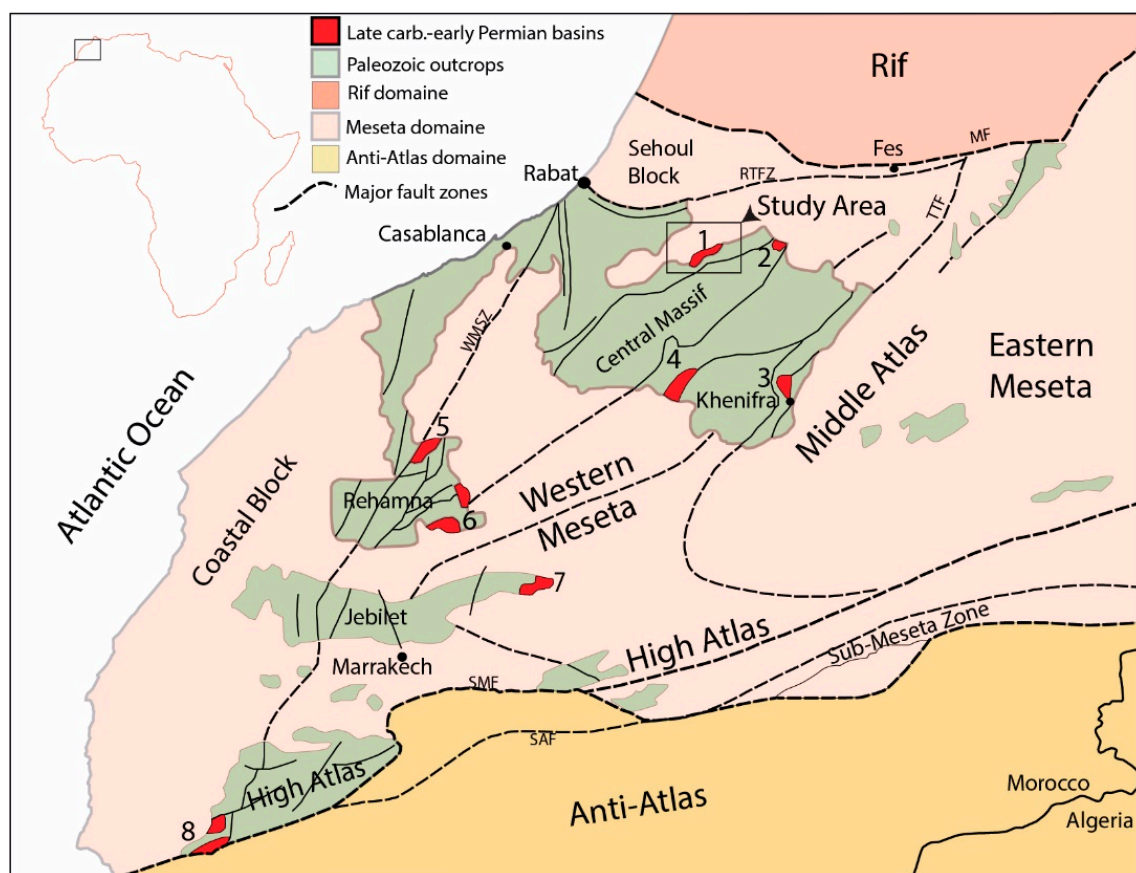 Late carb.-early Permian basins
Paleozoic outcrops
Rif domaine
Meseta domaine
Anti-Atlas domaine
Major fault zones
Rif
Fes
MF
Sehoul
Block
RTFZ
Rabat
TTF
Study Area
Casablanca
1
2
WMSZ
Central Massif
4
3
Khenifra
Middle Atlas
Eastern
Meseta
Atlantic Ocean
Coastal Block
5
Rehamna
6
Western
Meseta
7
Jebilet
Marrakech
High Atlas
Sub-Meseta Zone
SMF
SAF
High Atlas
8
Anti-Atlas
Morocco
Algeria